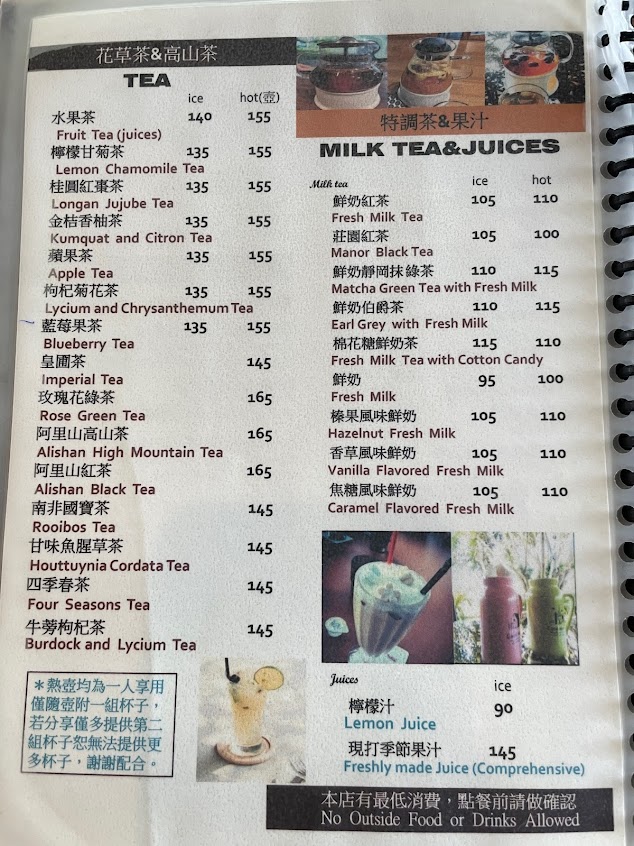 花草茶&高山茶
TEA
ice hot(壺)
水果茶 140 155
Fruit Tea (juices)
檸檬甘菊茶 135 155
Lemon Chamomile Tea
桂圓紅棗茶 135 155
Longan Jujube Tea
金桔香柚茶 135 155
Kumquat and Citron Tea
蘋果茶 135 155
Apple Tea
枸杞菊花茶 135 155
Lycium and Chrysanthemum Tea
藍莓果茶 135 155
Blueberry Tea
皇圃茶 145
Imperial Tea
玫瑰花綠茶 165
Rose Green Tea
阿里山高山茶 165
Alishan High Mountain Tea
阿里山紅茶 165
Alishan Black Tea
南非國寶茶 145
Rooibos Tea
甘味魚腥草茶 145
Houttuynia Cordata Tea
四季春茶 145
Four Seasons Tea
牛蒡枸杞茶 145
Burdock and Lycium Tea
＊熱壺均為一人享用
僅隨壺附一組杯子，
若分享僅多提供第二
組杯子恕無法提供更
多杯子，謝謝配合。
特調茶&果汁
MILK TEA&JUICES
Milk tea ice hot
鮮奶紅茶 105 110
Fresh Milk Tea
莊園紅茶 105 100
Manor Black Tea
鮮奶靜岡抹綠茶 110 115
Matcha Green Tea with Fresh Milk
鮮奶伯爵茶 110 115
Earl Grey with Fresh Milk
棉花糖鮮奶茶 115 110
Fresh Milk Tea with Cotton Candy
鮮奶 95 100
Fresh Milk
榛果風味鮮奶 105 110
Hazelnut Fresh Milk
香草風味鮮奶 105 110
Vanilla Flavored Fresh Milk
焦糖風味鮮奶 105 110
Caramel Flavored Fresh Milk
Juices ice
檸檬汁 90
Lemon Juice
現打季節果汁 145
Freshly made Juice (Comprehensive)
本店有最低消費，點餐前請做確認
No Outside Food or Drinks Allowed